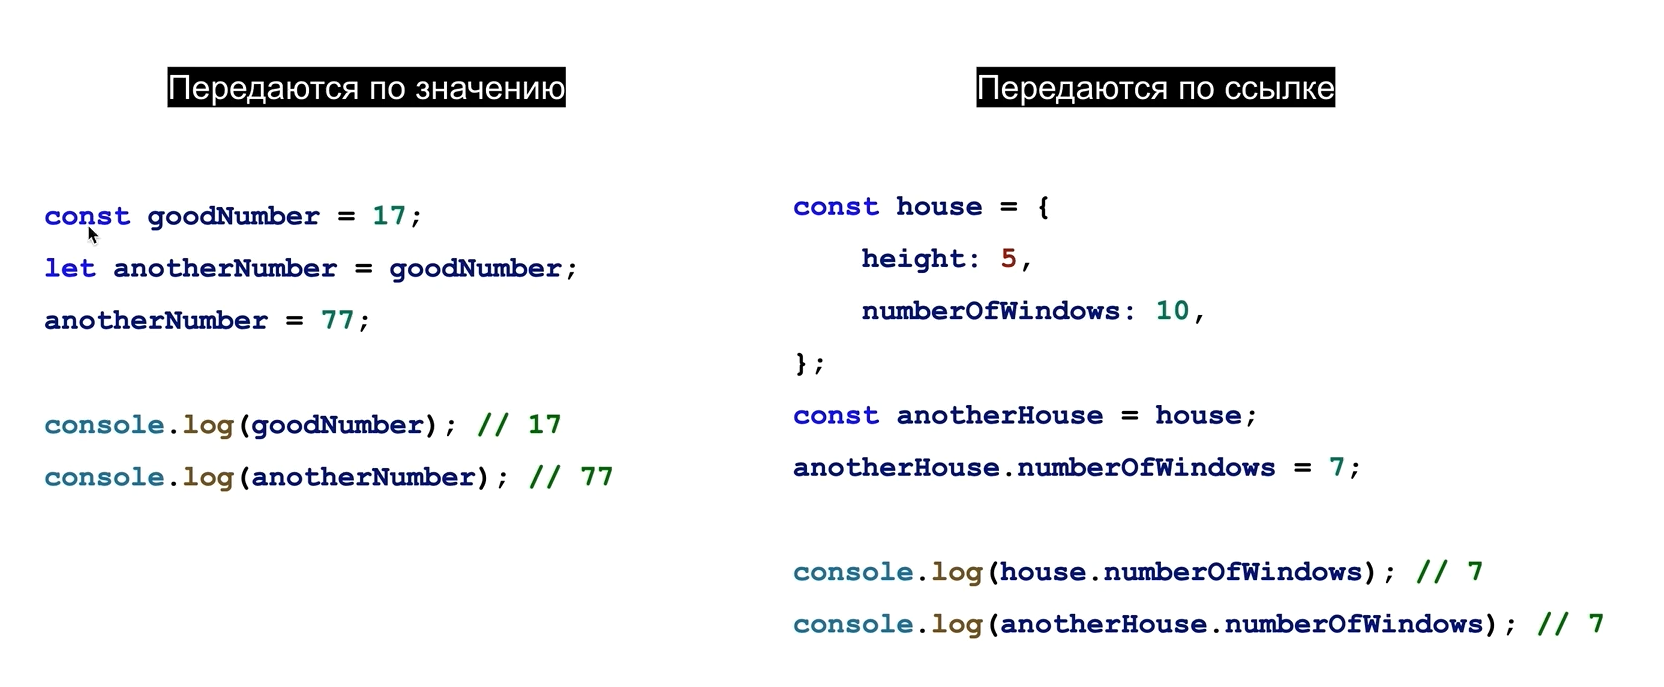 Передаются по значению
const goodNumber = 17;
let anotherNumber = goodNumber;
anotherNumber = 77;
console.log(goodNumber); // 17
console.log(anotherNumber); // 77
Передаются по ссылке
const house = {
    height: 5,
    numberOfWindows: 10,
};
const anotherHouse = house;
anotherHouse.numberOfWindows = 7;
console.log(house.numberOfWindows); // 7
console.log(anotherHouse.numberOfWindows); // 7